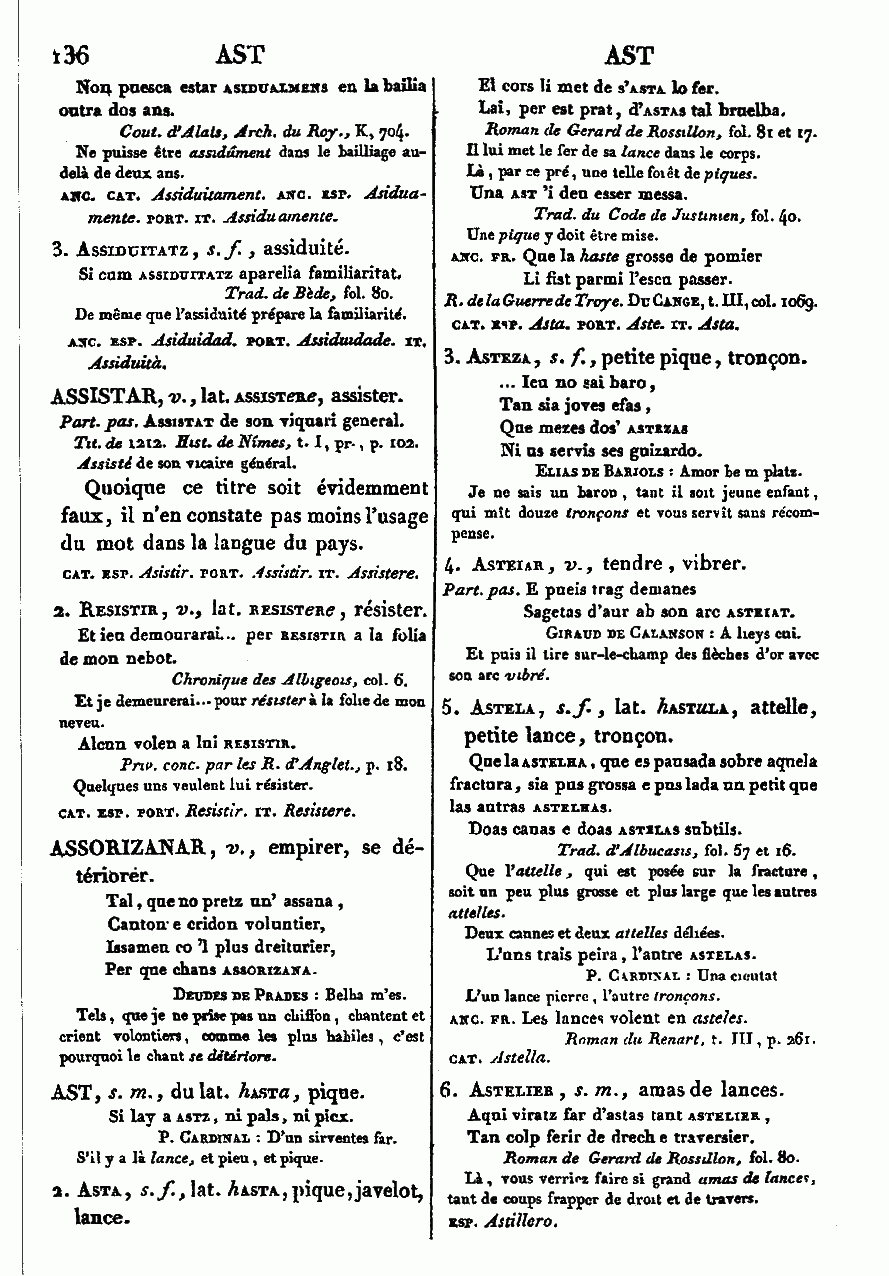 136 AST AST
Non puesca estar ASIDUALMENS en la bailia
outra dos ans.
Cout. d'Alais, Arch. du Roy., K, 704.
Ne puisse être assidûment dans le bailliage au-
delà de deux ans.
ANC. CAT. Assiduitament. ANC. ESP. Asidua-
mente. PORT. IT. Assiduamente.
3. ASSIDUITATZ, s. f., assiduité.
Si cum ASSIDUITATZ aparelia familiaritat.
Trad. de Bède, fol. 80.
De même que l'assiduité prépare la familiarité.
ANC. ESP. Asiduidad. PORT. Assiduidade. IT.
Assiduità.
ASSISTAR, v., lat. ASSISTERE, assister.
Part. pas. ASSISTAT de son viquari general.
Tit. de 1212. Hist. de Nîmes, t. I, pr., p. 102.
Assisté de son vicaire général.
Quoique ce titre soit évidemment
faux, il n'en constate pas moins l'usage
du mot dans la langue du pays.
CAT. ESP. Asistir. PORT. Assistir. IT. Assistere.
2. RESISTIR, v., lat. RESISTERE, résister.
Et ieu demourarai... per RESISTIR a la folia
de mon nebot.
Chronique des Albigeois, col. 6.
Et je demeurerai... pour résister à la folie de mon
neveu.
Alcun volen a lui RESISTIR.
Priv. conc. par les R. d'Anglet., p. 18.
Quelques uns veulent lui résister.
CAT. ESP. PORT. Resistir. IT. Resistere.
ASSORIZANAR, v., empirer, se dé-
tériorer.
Tal, que no pretz un' assana,
Canton e cridon voluntier,
Issamen co 'l plus dreiturier,
Per que chans ASSORIZANA.
DEUDES DE PRADES : Belha m'es.
Tels, que je ne prise pas un chiffon, chantent et
crient volontiers, comme les plus habiles, c'est
pourquoi le chant se détériore.
AST, s. m., du lat. hASTa, pique.
Si lay a ASTZ, ni pals, ni picx.
P. CARDINAL : D'un sirventes far.
S'il y a là lance, et pieu, et pique.
2. ASTA, s. f., lat. hASTA, pique, javelot,
lance.
El cors li met de s'ASTA lo fer.
Lai, per est prat, d'ASTAS tal bruelha.
Roman de Gerard de Rossillon, fol. 81 et 17.
Il lui met le fer de sa lance dans le corps.
Là, par ce pré, une telle foiêt de piques.
Una AST 'i deu esser messa.
Trad. du Code de Justinien, fol. 40.
Une pique y doit être mise.
ANC. FR. Que la haste grosse de pomier
Li fist parmi l'escu passer.
R. de la Guerre de Troye. DU CANGE, t. III, col. 1069.
CAT. ESP. Asta. PORT. Aste. IT. Asta.
3. ASTEZA, s. f., petite pique, tronçon.
... Ieu no sai baro,
Tan sia joves efas,
Que mezes dos' ASTEZAS
Ni us servis ses guizardo.
ELIAS DE BARIOLS : Amor be m platz.
Je ne sais un baron, tant il soit jeune enfant,
qui mît douze tronçons et vous servît sans récom-
pense.
4. ASTEIAR, v., tendre, vibrer.
Part. pas. E pueis trag demanes
Sagetas d'aur ab son arc ASTEIAT.
GIRAUD DE CALANSON : A lieys cui.
Et puis il tire sur-le-champ des flèches d'or avec
son arc vibré.
5. ASTELA, s. f., lat. hASTuLA, attelle,
petite lance, tronçon.
Que la ASTELHA, que es pausada sobre aquela
fractura, sia pus grossa e pus lada un petit que
las autras ASTELHAS.
Doas canas e doas ASTELAS subtils.
Trad. d'Albucasis, fol. 57 et 16.
Que l'attelle, qui est posée sur la fracture,
soit un peu plus grosse et plus large que les autres
attelles.
Deux cannes et deux attelles déliées.
L'uns trais peira, l'autre ASTELAS.
P. CARDINAL : Una cieutat
L'un lance pierre, l'autre tronçons.
ANC. FR. Les lances volent en asteles.
Roman du Renart, t. III, p. 261.
CAT. Astella.
6. ASTELIER, s. m., amas de lances.
Aqui viratz far d'astas tant ASTELIER,
Tan colp ferir de drech e traversier.
Roman de Gerard de Rossillon, fol. 80.
Là, vous verriez faire si grand amas de lances,
tant de coups frapper de droit et de travers.
ESP. Astillero.